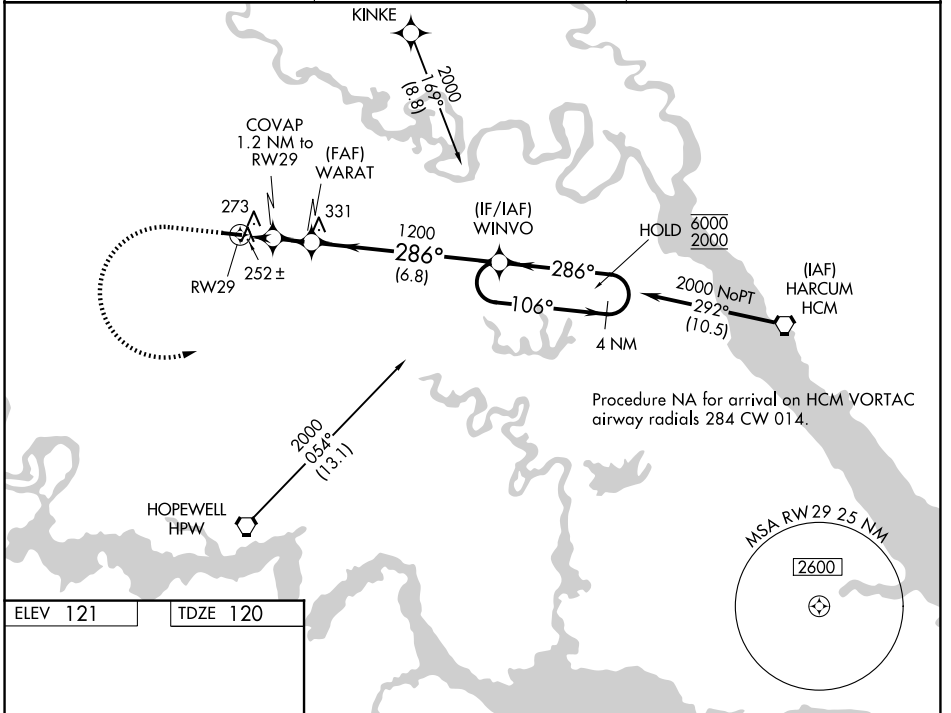 KINKE
2000
169°
(8.8)
COVAP
1.2 NM to
RW29
(FAF)
WARAT
273
331
(IF/IAF)
WINVO
HOLD
6000
2000
1200
286°
(6.8)
286°
252 ±
RW29
106°
4 NM
2000 NoPT
292°
(10.5)
(IAF)
HARCUM
HCM
Procedure NA for arrival on HCM VORTAC
airway radials 284 CW 014.
2000
054°
(13.1)
HOPEWELL
HPW
MSA RW29 25 NM
2600
ELEV 121
TDZE 120